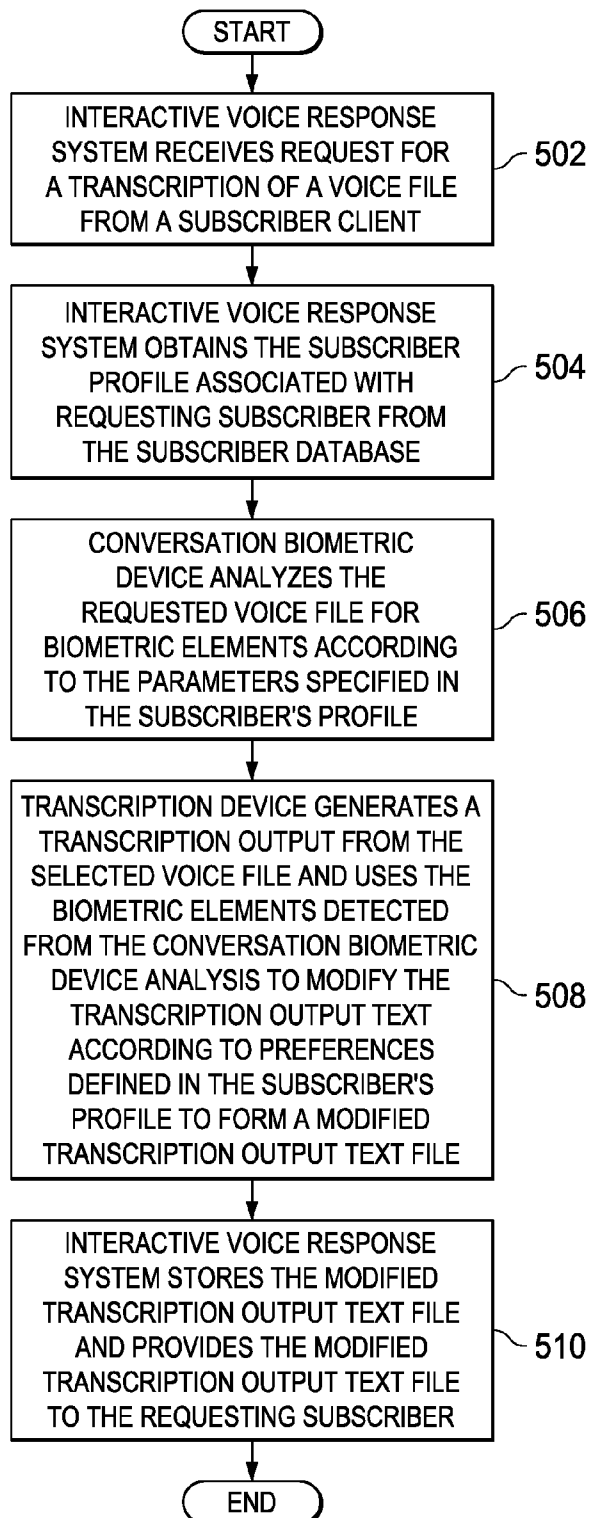 START
INTERACTIVE VOICE RESPONSE
SYSTEM RECEIVES REQUEST FOR
A TRANSCRIPTION OF A VOICE FILE
FROM A SUBSCRIBER CLIENT
502
INTERACTIVE VOICE RESPONSE
SYSTEM OBTAINS THE SUBSCRIBER
PROFILE ASSOCIATED WITH
REQUESTING SUBSCRIBER FROM
THE SUBSCRIBER DATABASE
504
CONVERSATION BIOMETRIC
DEVICE ANALYZES THE
REQUESTED VOICE FILE FOR
BIOMETRIC ELEMENTS ACCORDING
TO THE PARAMETERS SPECIFIED IN
THE SUBSCRIBER'S PROFILE
506
TRANSCRIPTION DEVICE GENERATES A
TRANSCRIPTION OUTPUT FROM THE
SELECTED VOICE FILE AND USES THE
BIOMETRIC ELEMENTS DETECTED
FROM THE CONVERSATION BIOMETRIC
DEVICE ANALYSIS TO MODIFY THE
TRANSCRIPTION OUTPUT TEXT
ACCORDING TO PREFERENCES
DEFINED IN THE SUBSCRIBER'S
PROFILE TO FORM A MODIFIED
TRANSCRIPTION OUTPUT TEXT FILE
508
INTERACTIVE VOICE RESPONSE
SYSTEM STORES THE MODIFIED
TRANSCRIPTION OUTPUT TEXT FILE
AND PROVIDES THE MODIFIED
TRANSCRIPTION OUTPUT TEXT FILE
TO THE REQUESTING SUBSCRIBER
510
END